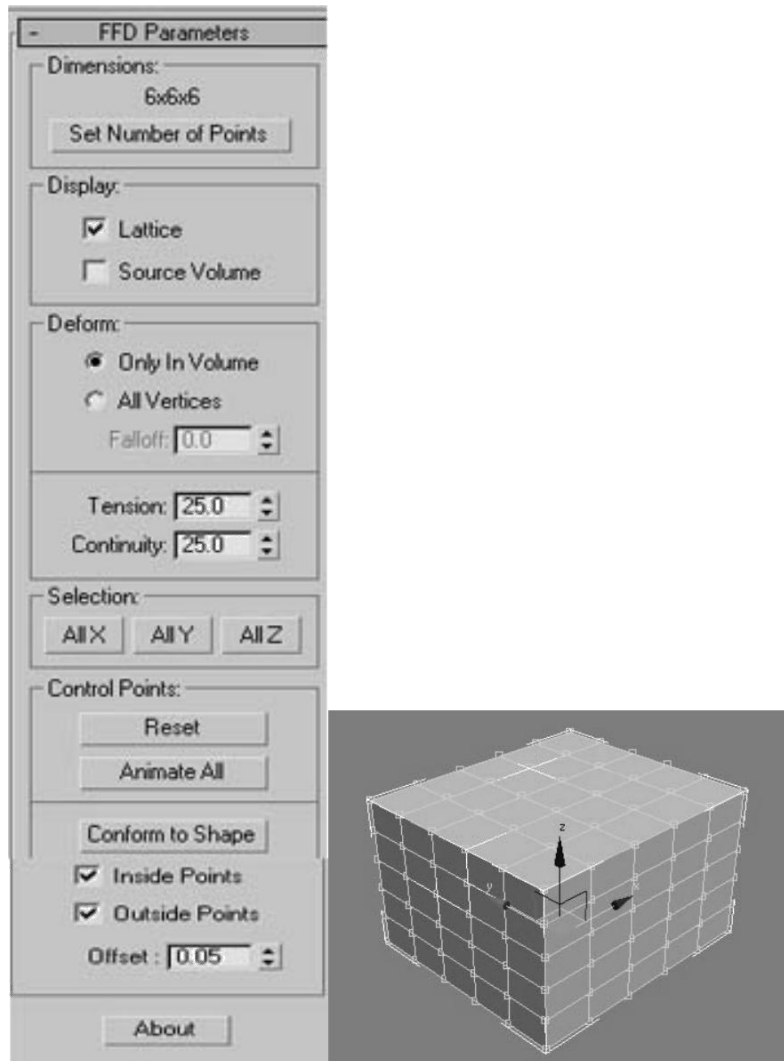 - FFD Parameters
Dimensions:
6x6x6
Set Number of Points
Display:
Lattice
Source Volume
Deform:
Only In Volume
All Vertices
Falloff: 0.0
Tension: 25.0
Continuity: 25.0
Selection:
All X All Y All Z
Control Points:
Reset
Animate All
Conform to Shape
Inside Points
Outside Points
Offset : 0.05
About
z
y
x